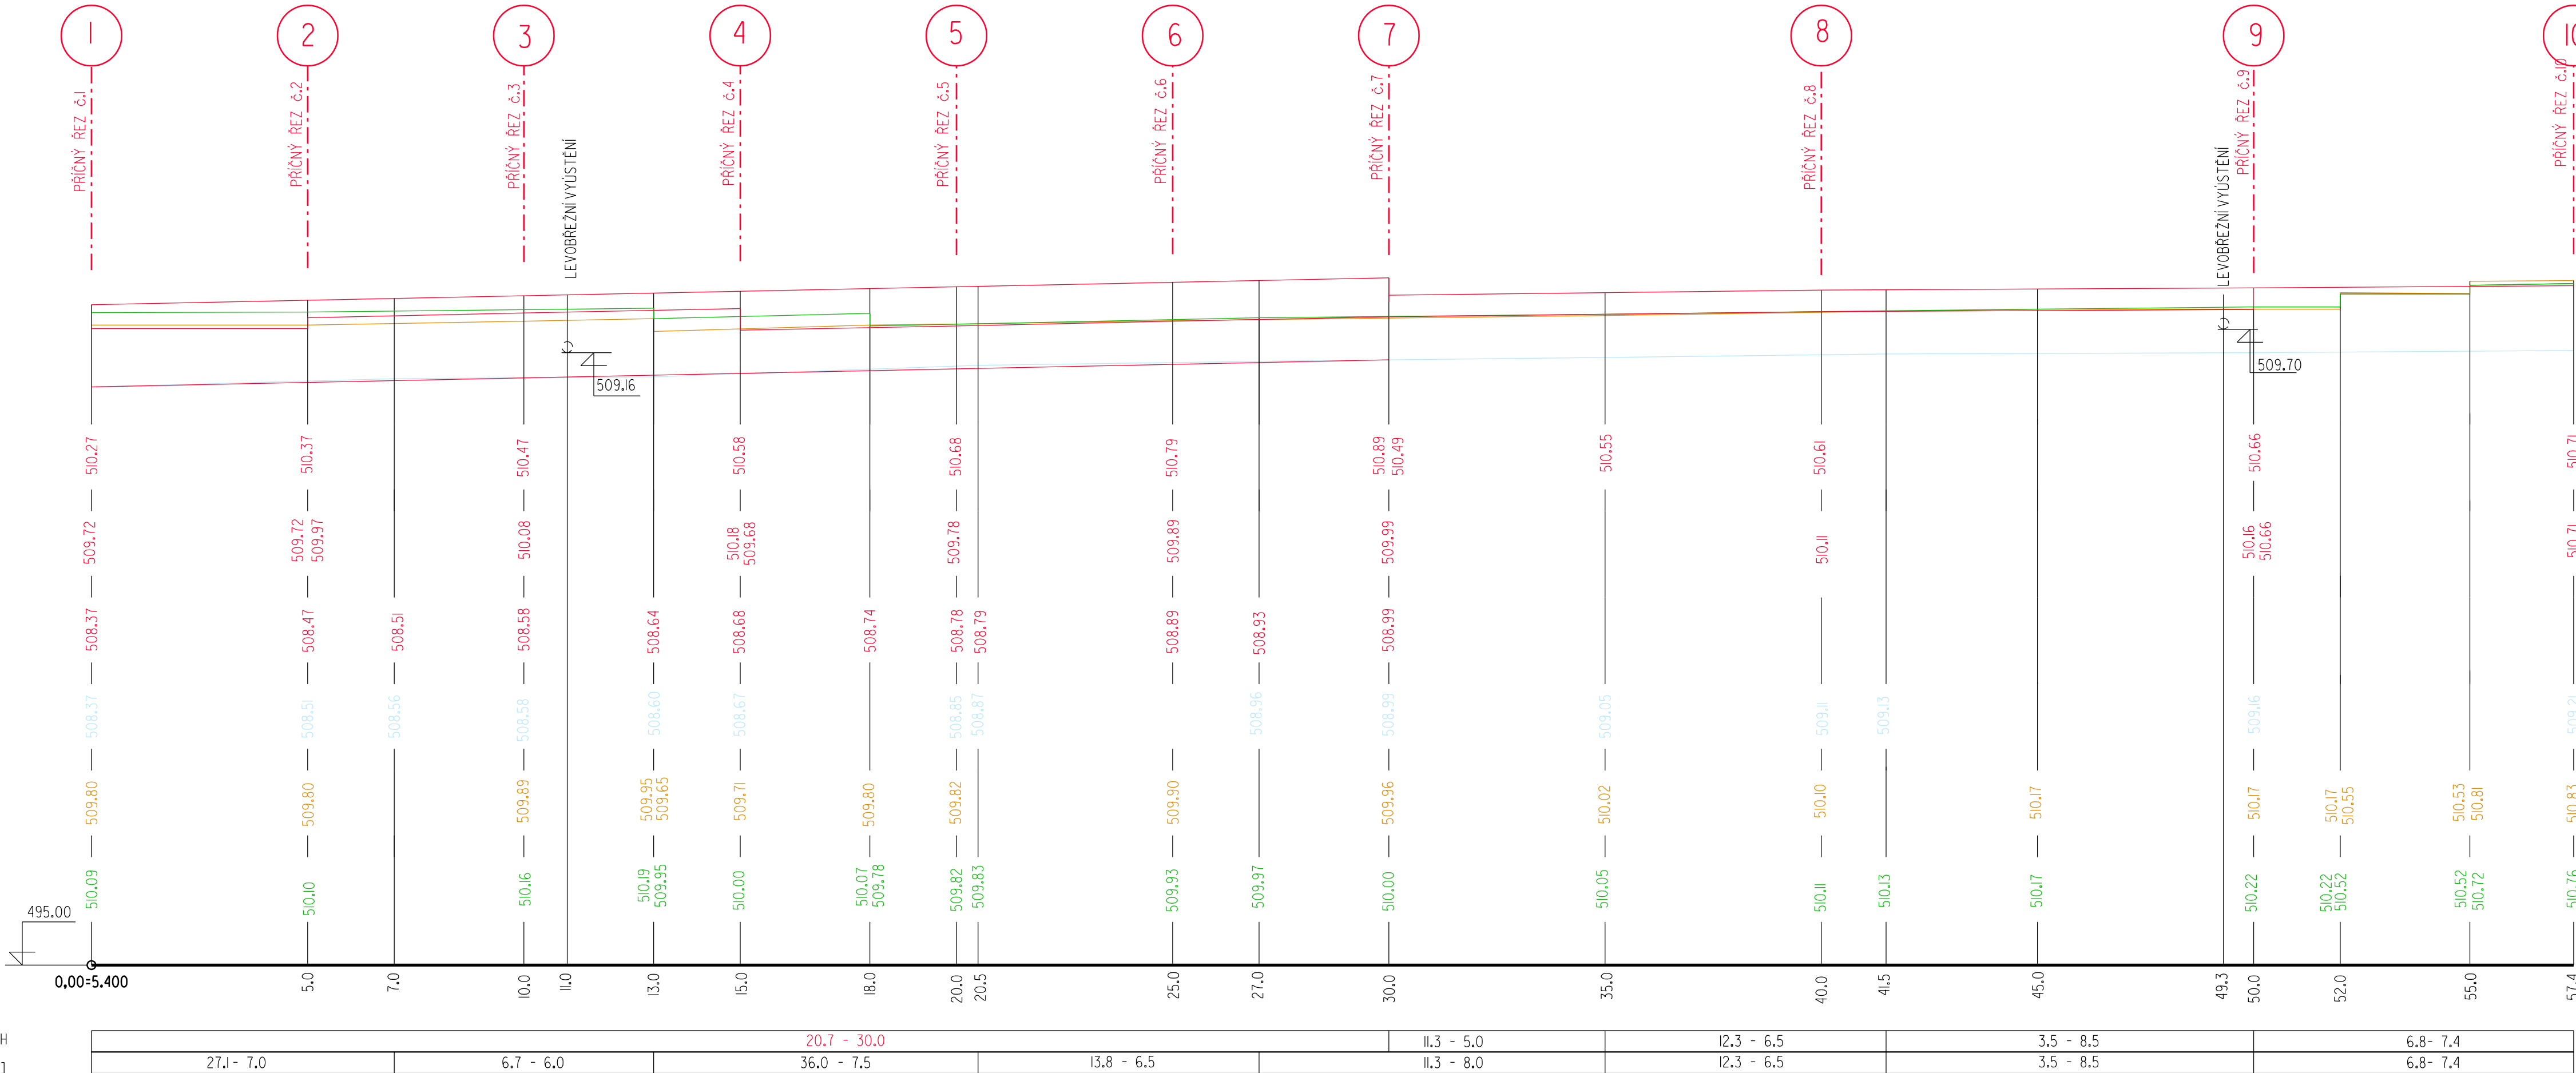 1 2 3 4 5 6 7 8 9
PŘÍČNÝ ŘEZ č.1
PŘÍČNÝ ŘEZ č.2
PŘÍČNÝ ŘEZ č.3
LEVOBŘEŽNÍ VYÚSTĚNÍ
PŘÍČNÝ ŘEZ č.4
PŘÍČNÝ ŘEZ č.5
PŘÍČNÝ ŘEZ č.6
PŘÍČNÝ ŘEZ č.7
PŘÍČNÝ ŘEZ č.8
LEVOBŘEŽNÍ VYÚSTĚNÍ
PŘÍČNÝ ŘEZ č.9
PŘÍČNÝ ŘEZ č.10
509.16
509.70
510.27 510.37 510.47 510.58 510.68 510.79 510.89 510.49 510.55 510.61 510.66 510.71
509.72 509.72 509.97 510.08 510.18 509.68 509.78 509.89 509.99 510.11 510.16 510.66 510.71
508.37 508.47 508.51 508.58 508.64 508.68 508.74 508.78 508.79 508.89 508.93 508.99
508.37 508.51 508.56 508.58 508.60 508.67 508.85 508.87 508.96 508.99 509.05 509.11 509.13 509.16 509.21
509.80 509.80 509.89 509.95 509.65 509.71 509.80 509.82 509.90 509.96 510.02 510.10 510.17 510.17 510.17 510.55 510.53 510.81 510.83
510.09 510.10 510.16 510.19 509.95 510.00 510.07 509.78 509.82 509.83 509.93 509.97 510.00 510.05 510.11 510.13 510.17 510.22 510.22 510.52 510.52 510.72 510.76
495.00
0,00=5.400 5.0 7.0 10.0 11.0 13.0 15.0 18.0 20.0 20.5 25.0 27.0 30.0 35.0 40.0 41.5 45.0 49.3 50.0 52.0 55.0 57.4
H 20.7 - 30.0 11.3 - 5.0 12.3 - 6.5 3.5 - 8.5 6.8- 7.4
] 27.1- 7.0 6.7 - 6.0 36.0 - 7.5 13.8 - 6.5 11.3 - 8.0 12.3 - 6.5 3.5 - 8.5 6.8- 7.4